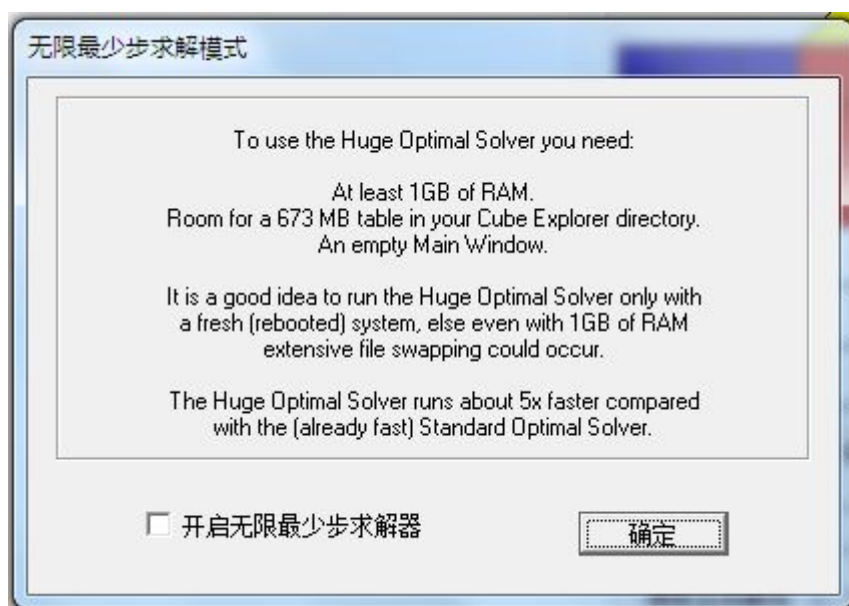 无限最少步求解模式
To use the Huge Optimal Solver you need:
At least 1GB of RAM.
Room for a 673 MB table in your Cube Explorer directory.
An empty Main Window.
It is a good idea to run the Huge Optimal Solver only with
a fresh (rebooted) system, else even with 1GB of RAM
extensive file swapping could occur.
The Huge Optimal Solver runs about 5x faster compared
with the (already fast) Standard Optimal Solver.
开启无限最少步求解器
确定